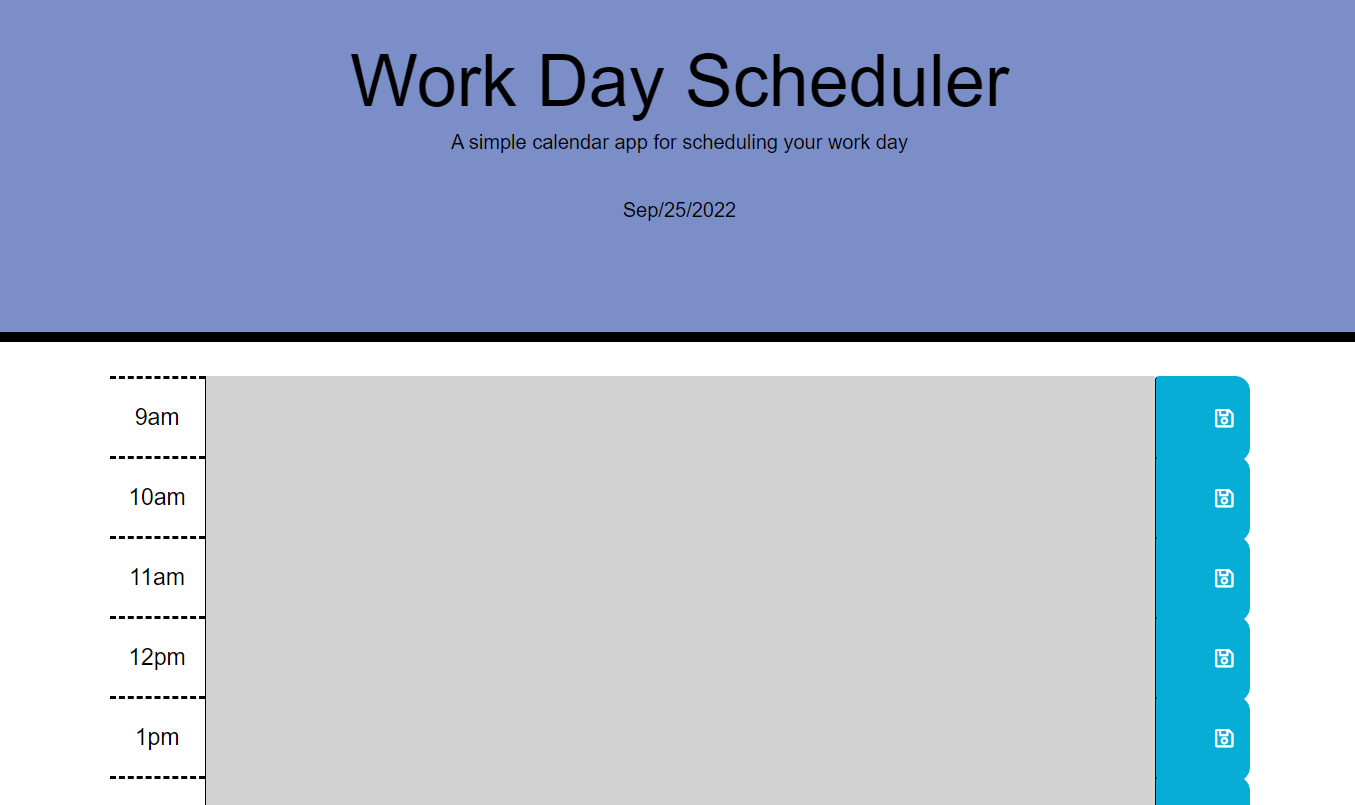 Work Day Scheduler
A simple calendar app for scheduling your work day
Sep/25/2022
9am
10am
11am
12pm
1pm